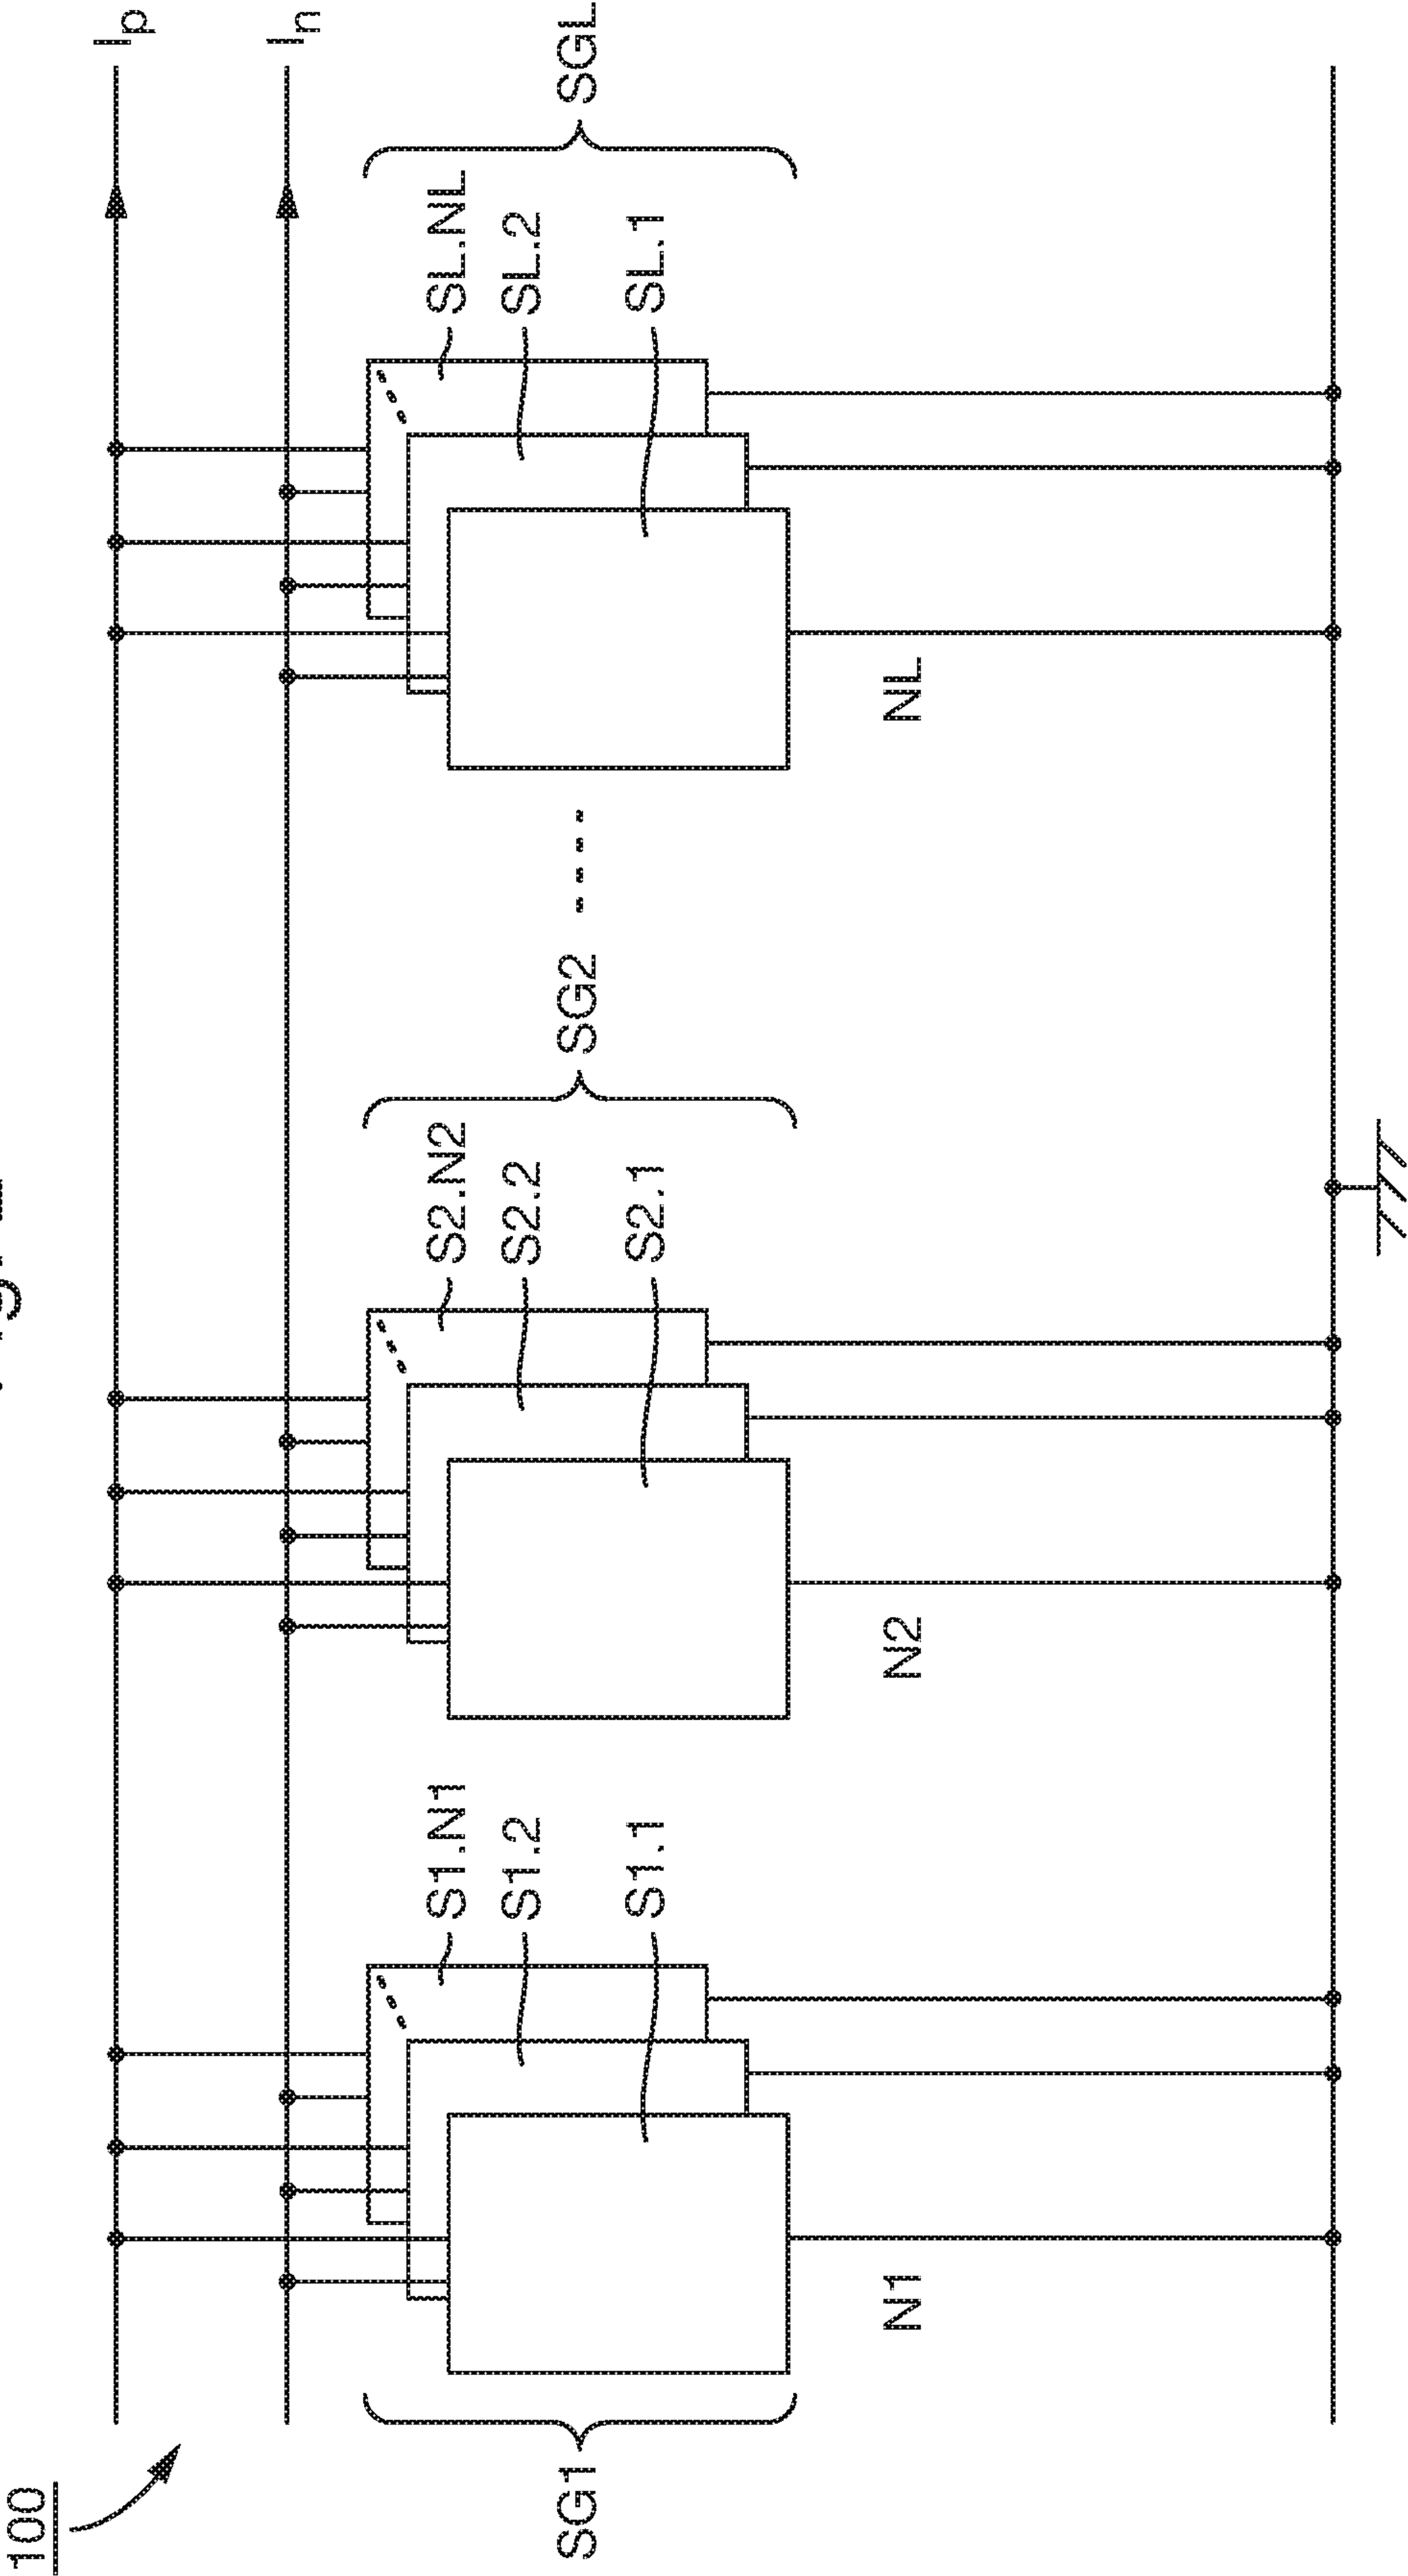 100
Ip
In
SG1
S1.N1
S1.2
S1.1
N1
S2.N2
S2.2
S2.1
SG2
N2
SL.NL
SL.2
SL.1
SGL
NL